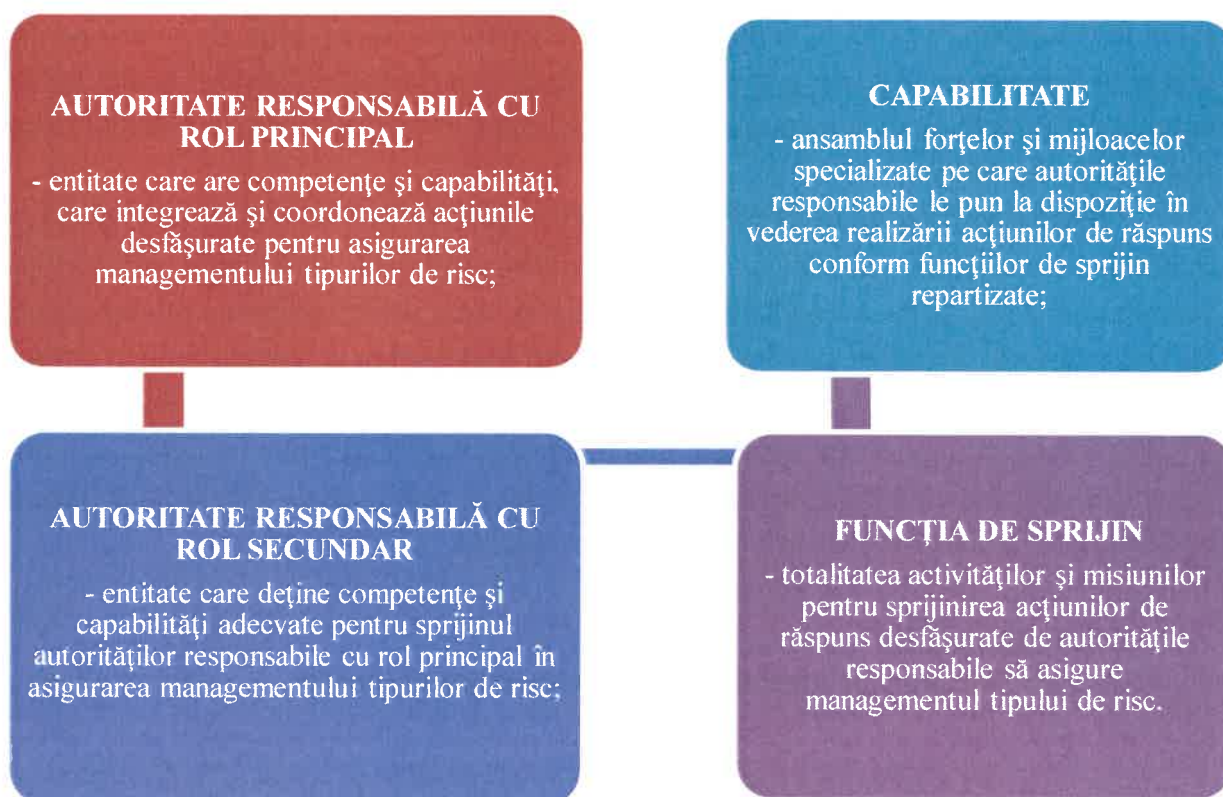 AUTORITATE RESPONSABILĂ CU
ROL PRINCIPAL
- entitate care are competenţe şi capabilităţi,
care integrează şi coordonează acţiunile
desfăşurate pentru asigurarea
managementului tipurilor de risc;
AUTORITATE RESPONSABILĂ CU
ROL SECUNDAR
- entitate care deţine competenţe şi
capabilităţi adecvate pentru sprijinul
autorităţilor responsabile cu rol principal în
asigurarea managementului tipurilor de risc;
FUNCŢIA DE SPRIJIN
- totalitatea activităţilor şi misiunilor
pentru sprijinirea acţiunilor de
răspuns desfăşurate de autorităţile
responsabile să asigure
managementul tipului de risc.
CAPABILITATE
- ansamblul forţelor şi mijloacelor
specializate pe care autorităţile
responsabile le pun la dispoziţie în
vederea realizării acţiunilor de răspuns
conform funcţiilor de sprijin
repartizate;